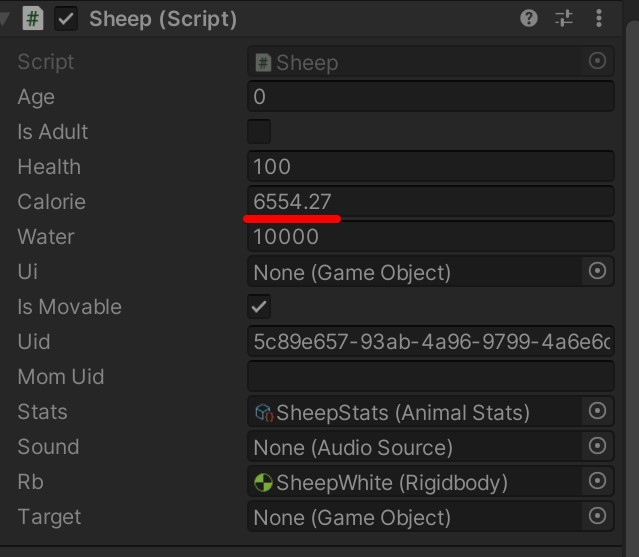 Sheep (Script)
Script Sheep
Age 0
Is Adult
Health 100
Calorie 6554.27
Water 10000
Ui None (Game Object)
Is Movable
Uid 5c89e657-93ab-4a96-9799-4a6e6c
Mom Uid
Stats SheepStats (Animal Stats)
Sound None (Audio Source)
Rb SheepWhite (Rigidbody)
Target None (Game Object)